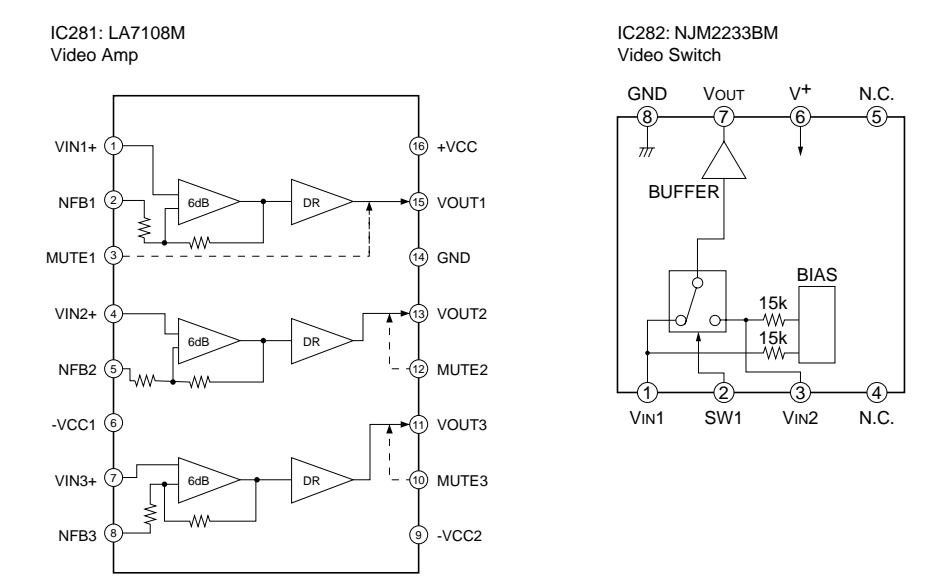 IC281: LA7108M
Video Amp
VIN1+ 1
NFB1 2
MUTE1 3
VIN2+ 4
NFB2 5
-VCC1 6
VIN3+ 7
NFB3 8
6dB DR
6dB DR
6dB DR
16 +VCC
15 VOUT1
14 GND
13 VOUT2
12 MUTE2
11 VOUT3
10 MUTE3
9 -VCC2
IC282: NJM2233BM
Video Switch
GND VOUT V+ N.C.
8 7 6 5
BUFFER
BIAS
15k
15k
1 2 3 4
VIN1 SW1 VIN2 N.C.